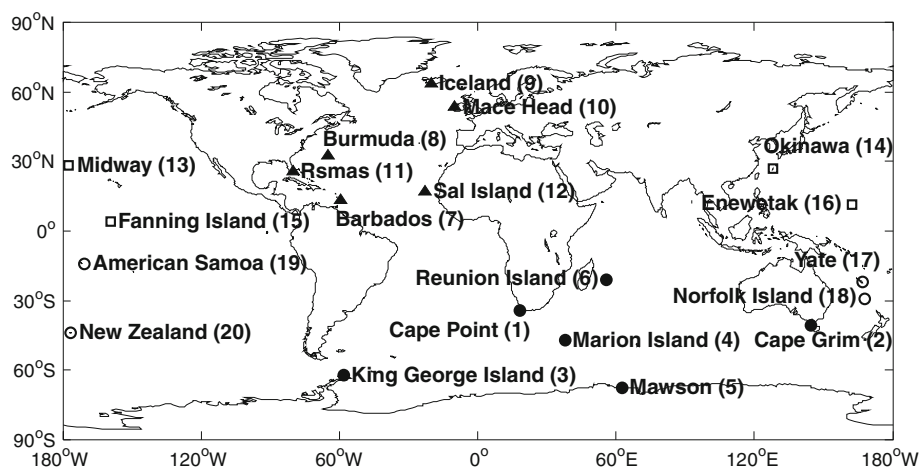 90°N
60°N
30°N
0°
30°S
60°S
90°S
Iceland (9)
Mace Head (10)
Burmuda (8)
Okinawa (14)
Midway (13)
Rsmas (11)
Sal Island (12)
Enewetak (16)
Fanning Island (15)
Barbados (7)
American Samoa (19)
Yate (17)
Reunion Island (6)
Norfolk Island (18)
New Zealand (20)
Cape Point (1)
Marion Island (4)
Cape Grim (2)
King George Island (3)
Mawson (5)
180°W
120°W
60°W
0°
60°E
120°E
180°W